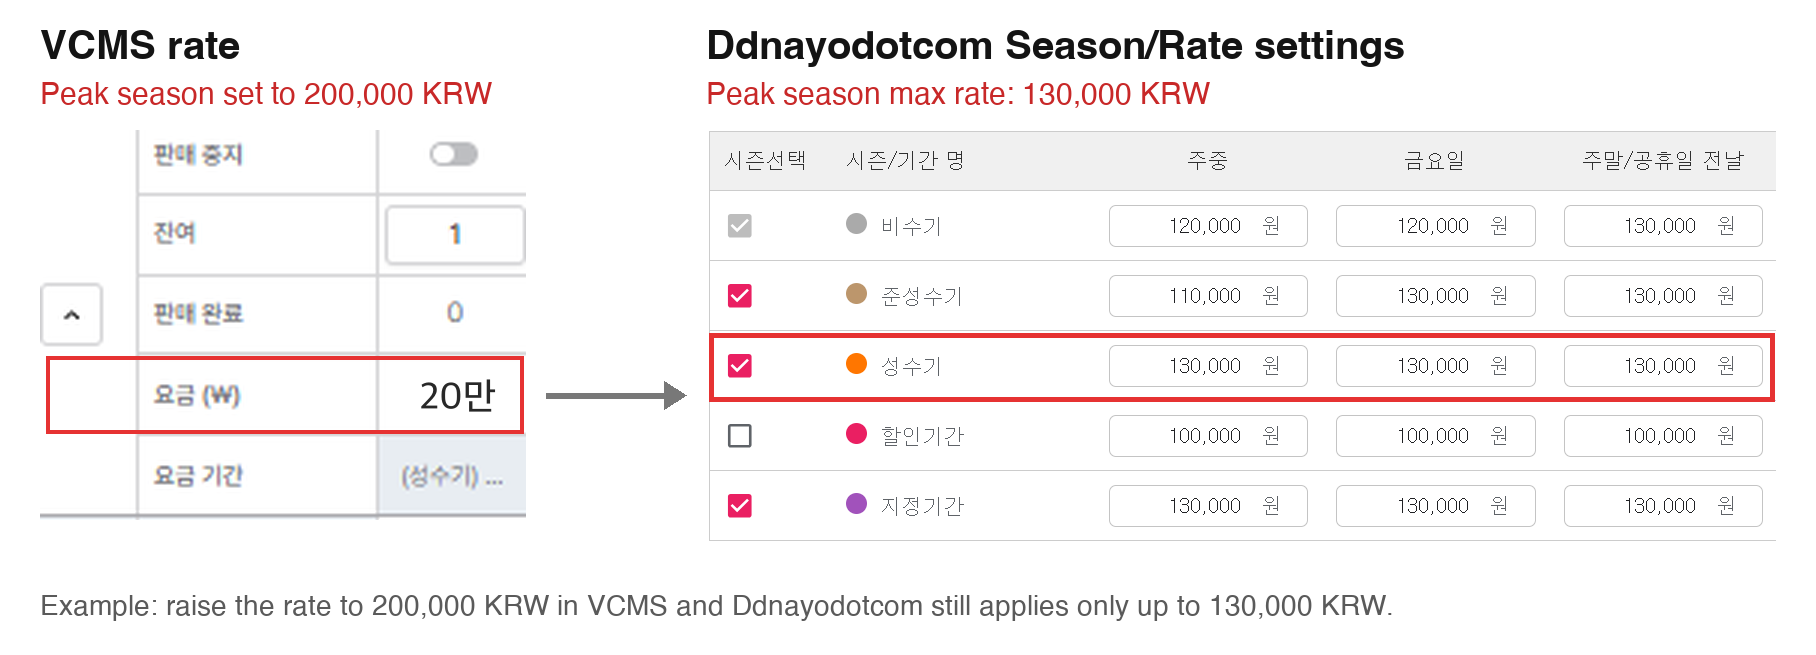 VCMS rate
Peak season set to 200,000 KRW
판매 중지
잔여 1
판매 완료 0
요금 (₩) 20만
요금 기간 (성수기) ...
Ddnayodotcom Season/Rate settings
Peak season max rate: 130,000 KRW
시즌선택 시즌/기간 명 주중 금요일 주말/공휴일 전날
비수기 120,000 원 120,000 원 130,000 원
준성수기 110,000 원 130,000 원 130,000 원
성수기 130,000 원 130,000 원 130,000 원
할인기간 100,000 원 100,000 원 100,000 원
지정기간 130,000 원 130,000 원 130,000 원
Example: raise the rate to 200,000 KRW in VCMS and Ddnayodotcom still applies only up to 130,000 KRW.